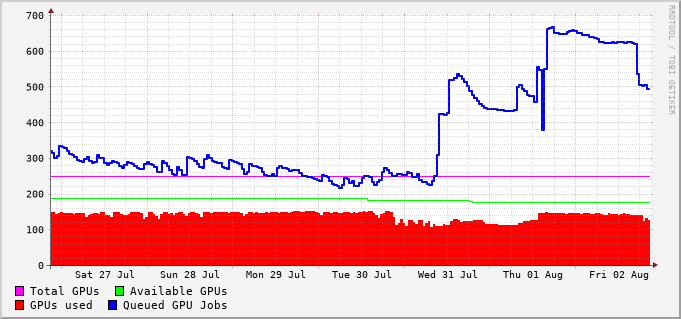 700
600
500
400
300
200
100
0
Sat 27 Jul Sun 28 Jul Mon 29 Jul Tue 30 Jul Wed 31 Jul Thu 01 Aug Fri 02 Aug
Total GPUs Available GPUs
GPUs used Queued GPU Jobs
RRDTOOL / TOBI OETIKER